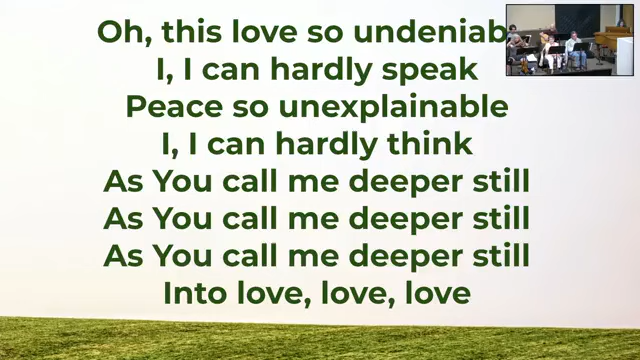 Oh, this love so undeniab
I, I can hardly speak
Peace so unexplainable
I, I can hardly think
As You call me deeper still
As You call me deeper still
As You call me deeper still
Into love, love, love